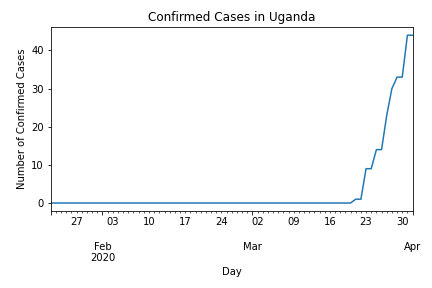 Confirmed Cases in Uganda
Number of Confirmed Cases
40
30
20
10
0
27 03 10 17 24 02 09 16 23 30
Feb Mar Apr
2020
Day